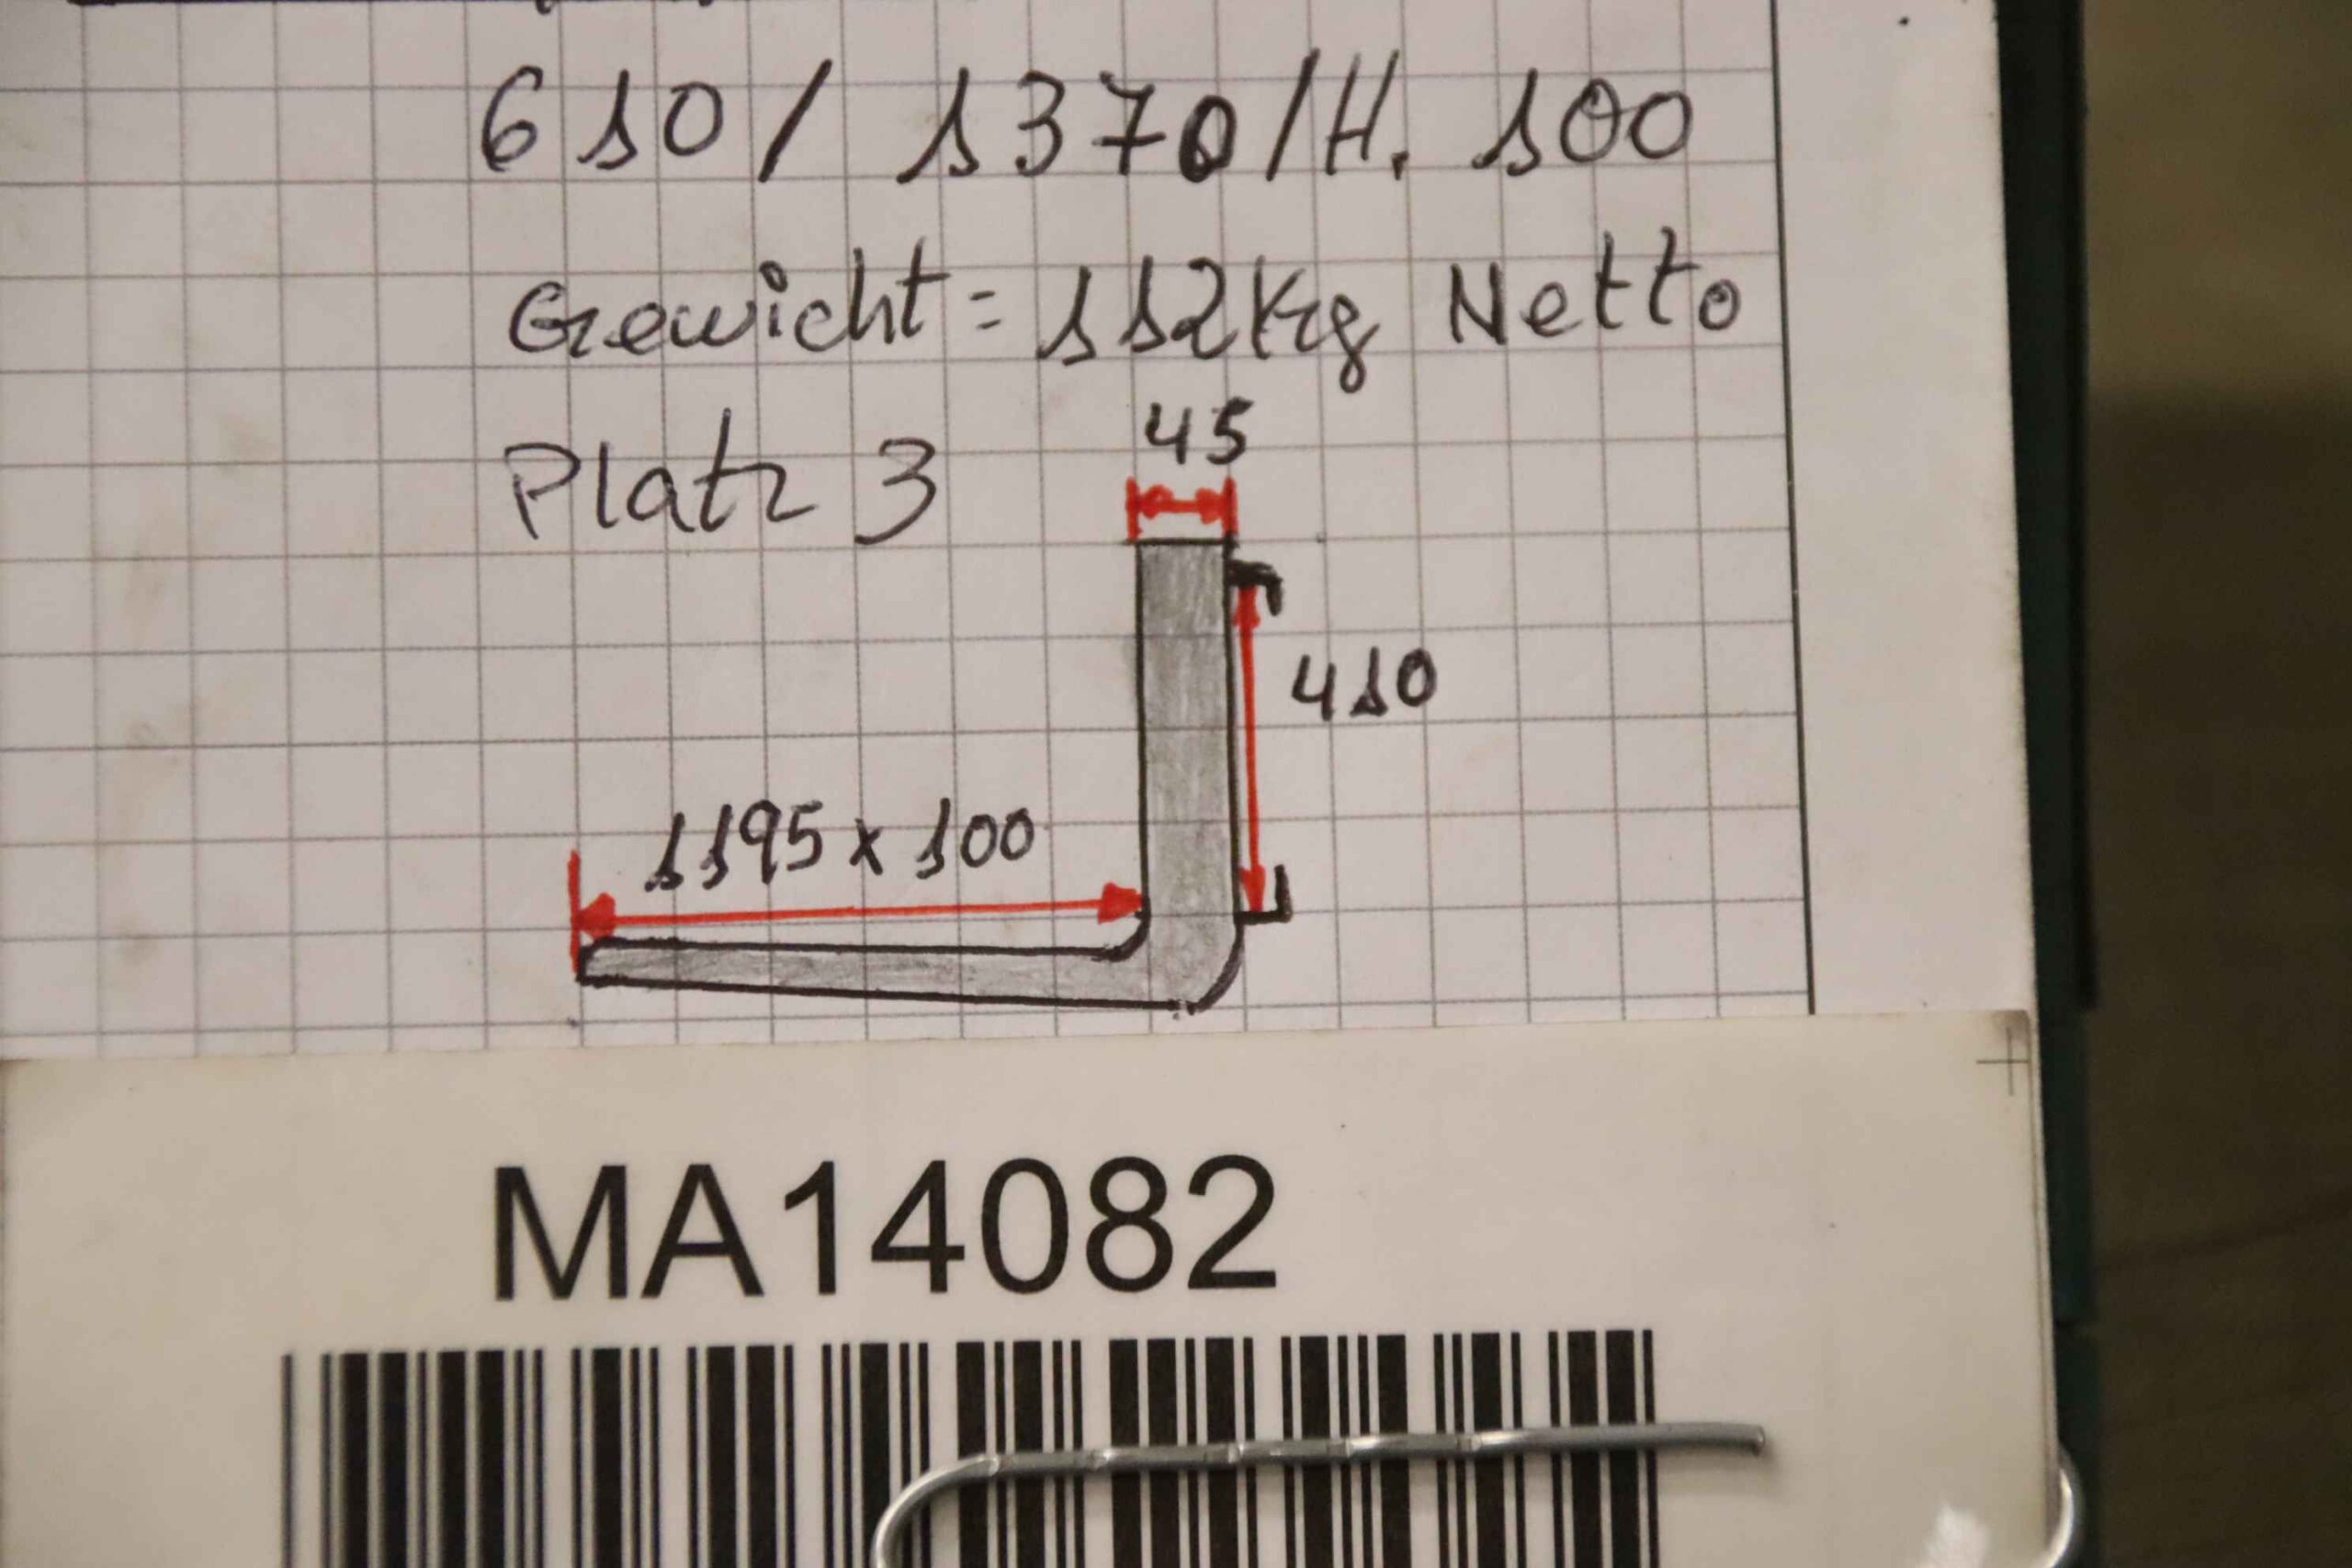 610 / 1370 / H. 100
Gewicht = 112 Kg Netto
Platz 3
45
410
1195 x 100
MA14082